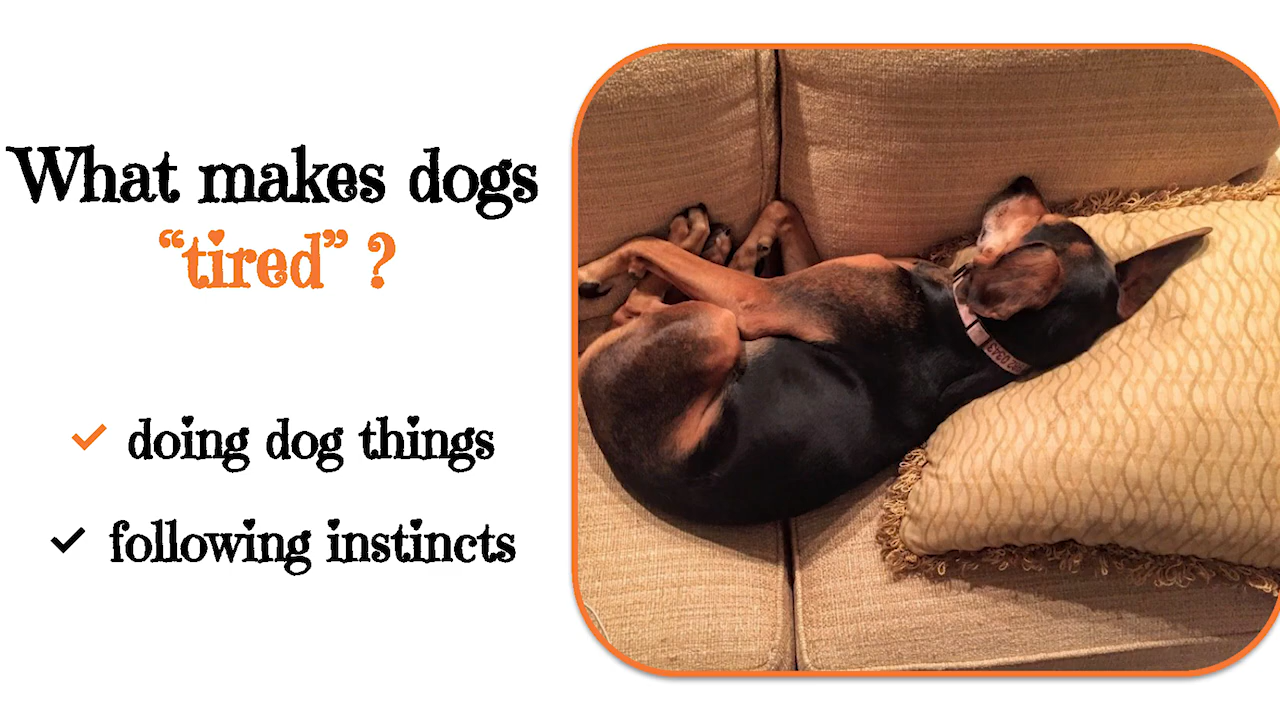 What makes dogs
“tired” ?
doing dog things
following instincts